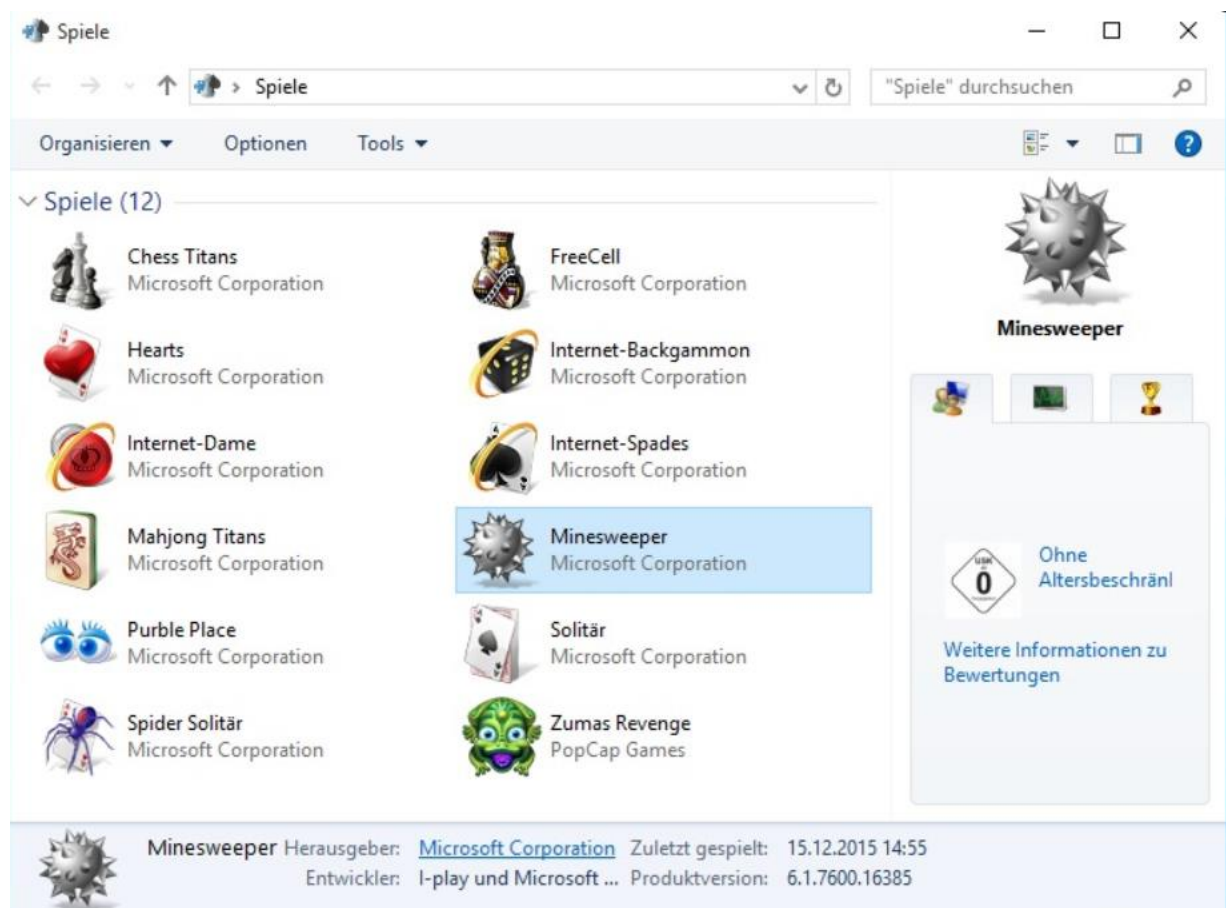 Spiele
Spiele
"Spiele" durchsuchen
Organisieren
Optionen
Tools
Spiele (12)
Chess Titans
Microsoft Corporation
FreeCell
Microsoft Corporation
Hearts
Microsoft Corporation
Internet-Backgammon
Microsoft Corporation
Internet-Dame
Microsoft Corporation
Internet-Spades
Microsoft Corporation
Mahjong Titans
Microsoft Corporation
Minesweeper
Microsoft Corporation
Purble Place
Microsoft Corporation
Solitär
Microsoft Corporation
Spider Solitär
Microsoft Corporation
Zumas Revenge
PopCap Games
Minesweeper
USK
0
Ohne
Altersbeschränl
Weitere Informationen zu
Bewertungen
Minesweeper Herausgeber: Microsoft Corporation Zuletzt gespielt: 15.12.2015 14:55
Entwickler: I-play und Microsoft ... Produktversion: 6.1.7600.16385